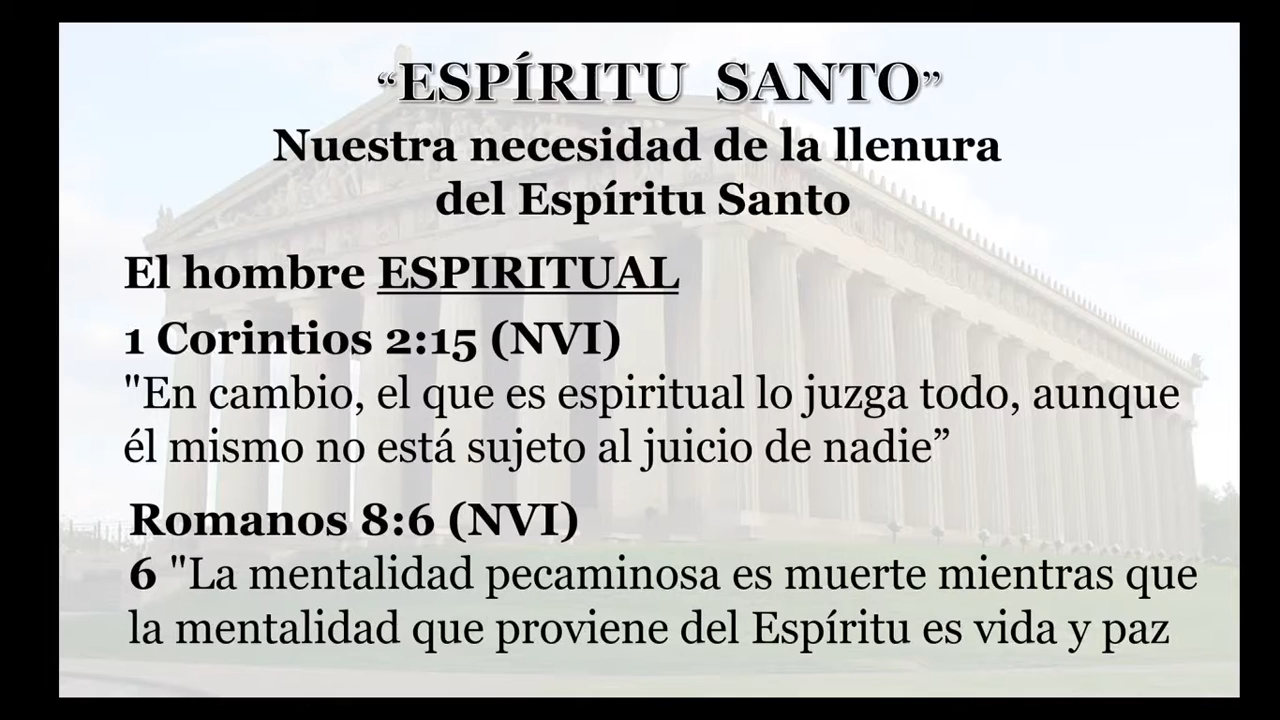 “ESPÍRITU SANTO”
Nuestra necesidad de la llenura
del Espíritu Santo
El hombre ESPIRITUAL
1 Corintios 2:15 (NVI)
"En cambio, el que es espiritual lo juzga todo, aunque
él mismo no está sujeto al juicio de nadie”
Romanos 8:6 (NVI)
6 "La mentalidad pecaminosa es muerte mientras que
la mentalidad que proviene del Espíritu es vida y paz